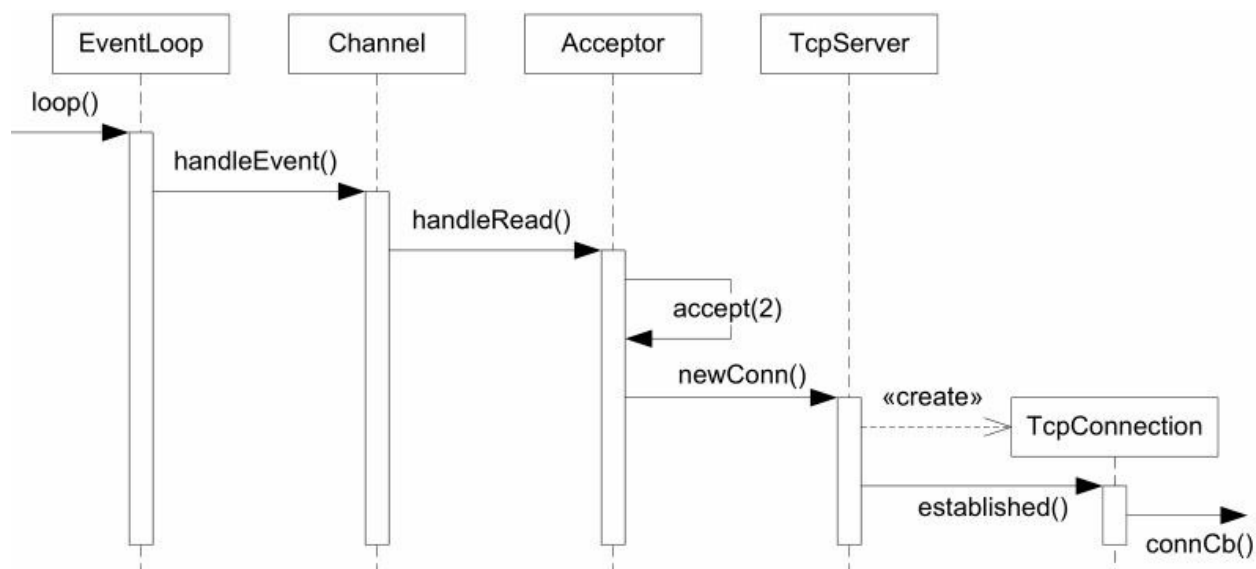 EventLoop
Channel
Acceptor
TcpServer
loop()
handleEvent()
handleRead()
accept(2)
newConn()
«create»
TcpConnection
established()
connCb()